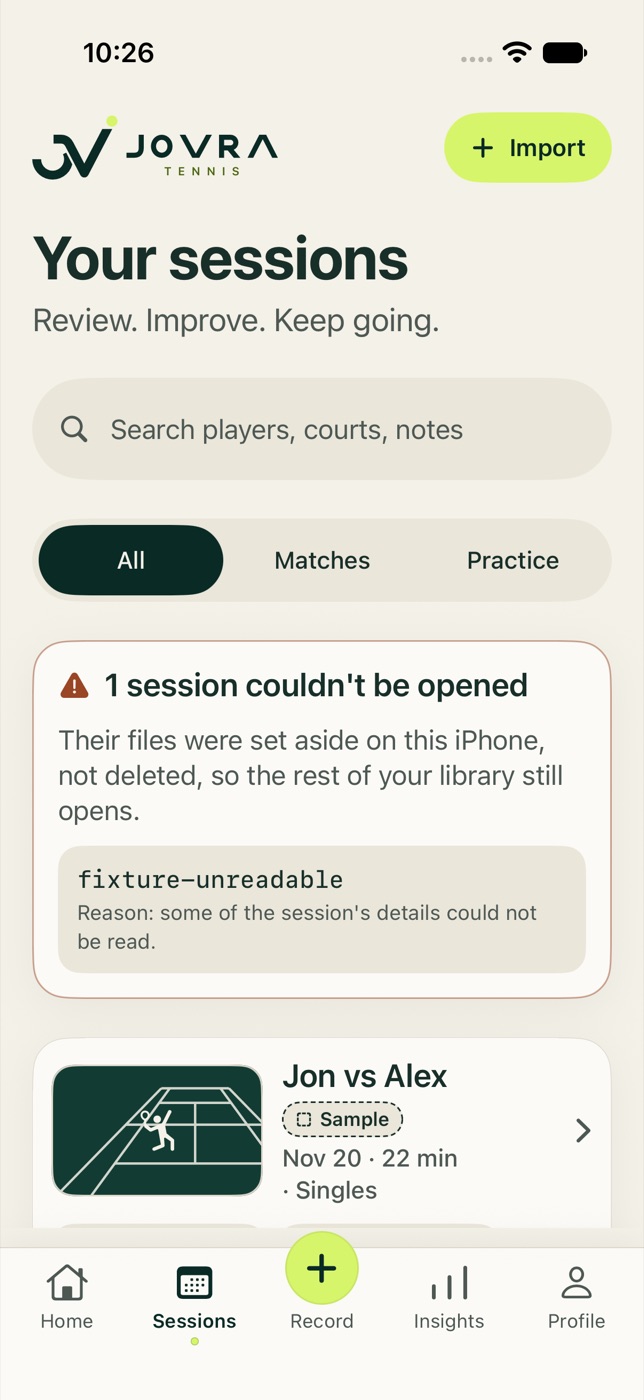 10:26
JOVRA
TENNIS
+ Import
Your sessions
Review. Improve. Keep going.
Search players, courts, notes
All
Matches
Practice
1 session couldn't be opened
Their files were set aside on this iPhone,
not deleted, so the rest of your library still
opens.
fixture-unreadable
Reason: some of the session's details could not
be read.
Jon vs Alex
Sample
Nov 20 · 22 min
· Singles
Home
Sessions
Record
Insights
Profile